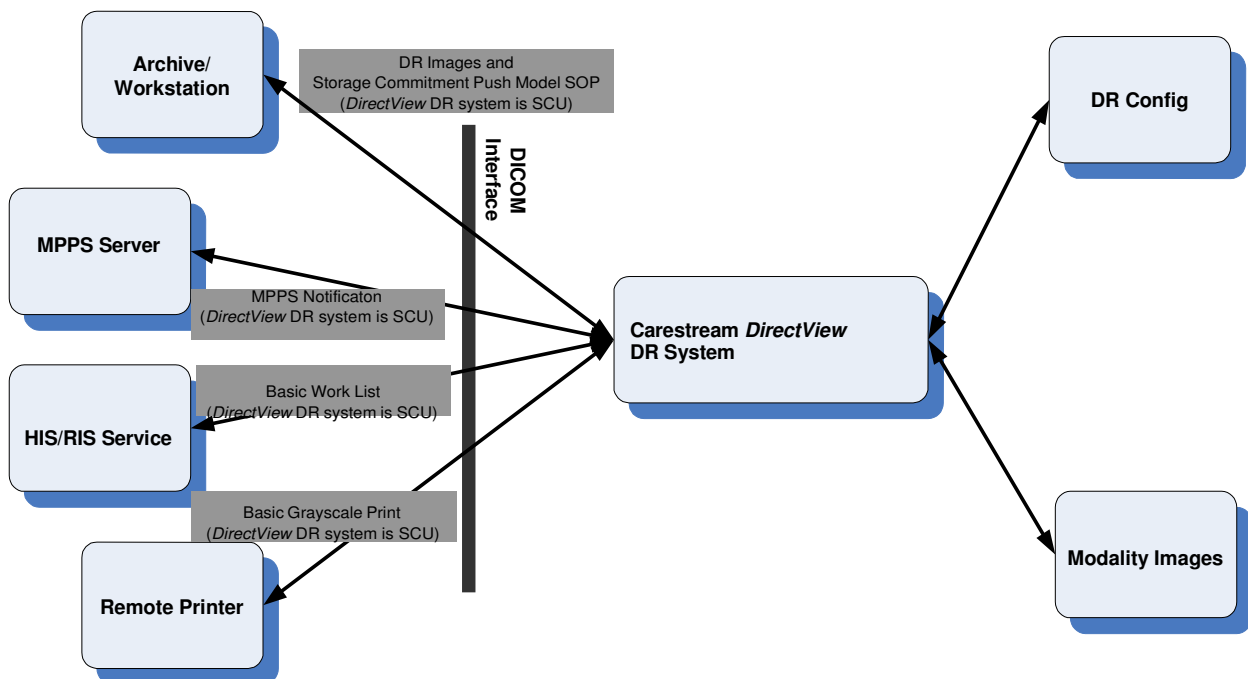 Archive/
Workstation
DR Images and
Storage Commitment Push Model SOP
(DirectView DR system is SCU)
DR Config
DICOM
Interface
MPPS Server
MPPS Notificaton
(DirectView DR system is SCU)
Carestream DirectView
DR System
Basic Work List
(DirectView DR system is SCU)
HIS/RIS Service
Basic Grayscale Print
(DirectView DR system is SCU)
Modality Images
Remote Printer